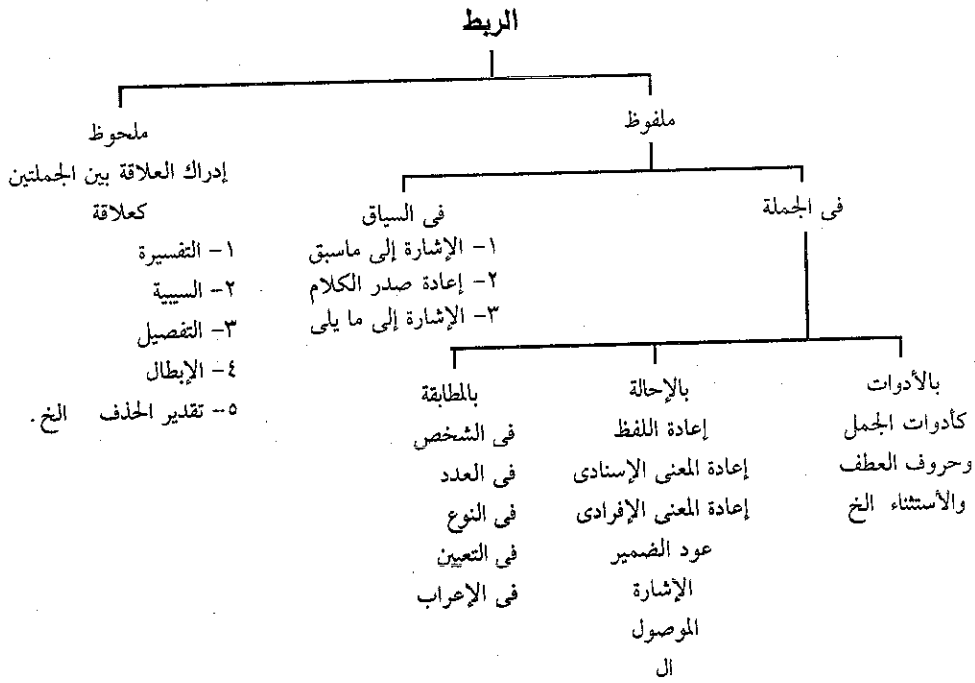 الربط
ملفوظ
ملحوظ
إدراك العلاقة بين الجملتين
كعلاقة
١- التفسيرة
٢- السببية
٣- التفصيل
٤- الإبطال
٥- تقدير الحذف الخ.
فى الجملة
فى السياق
١- الإشارة إلى ماسبق
٢- إعادة صدر الكلام
٣- الإشارة إلى ما يلى
بالأدوات
كأدوات الجمل
وحروف العطف
والأستثناء الخ
بالإحالة
إعادة اللفظ
إعادة المعنى الإسنادى
إعادة المعنى الإفرادى
عود الضمير
الإشارة
الموصول
ال
بالمطابقة
فى الشخص
فى العدد
فى النوع
فى التعيين
فى الإعراب